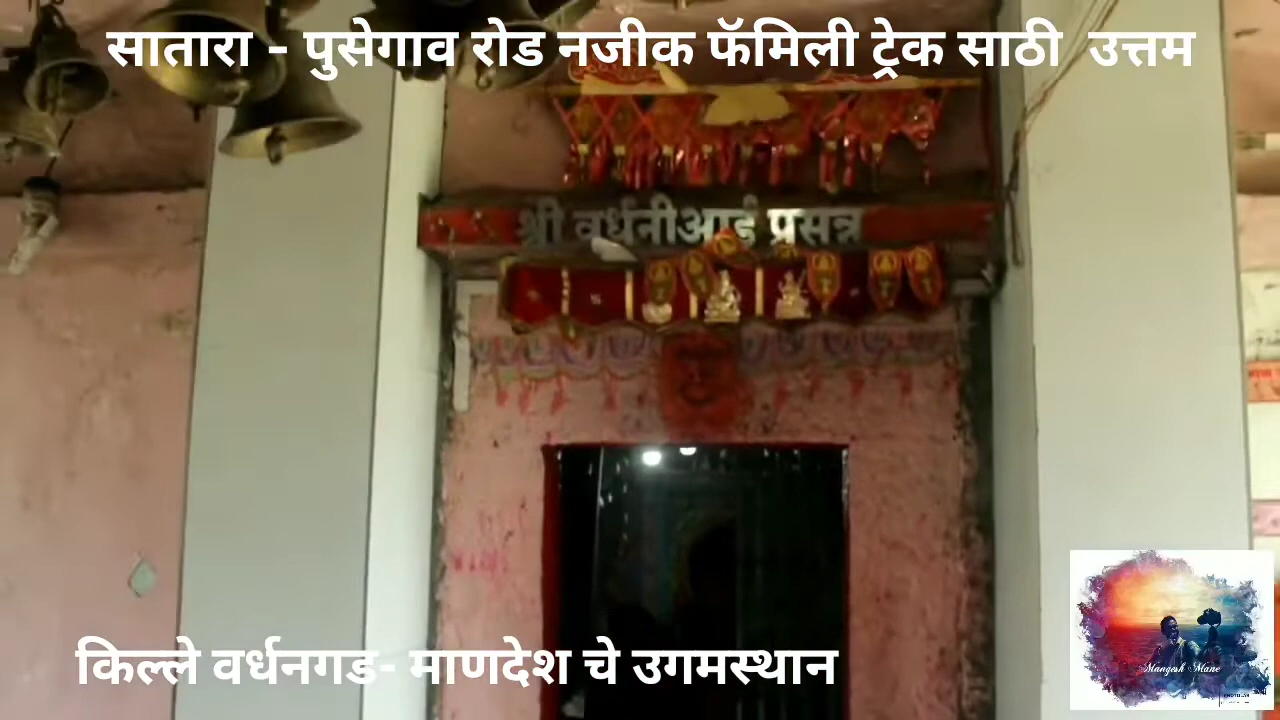 सातारा - पुसेगाव रोड नजीक फॅमिली ट्रेक साठी उत्तम
श्री वर्धनीआई प्रसन्न
किल्ले वर्धनगड- माणदेश चे उगमस्थान
Mangesh Mane